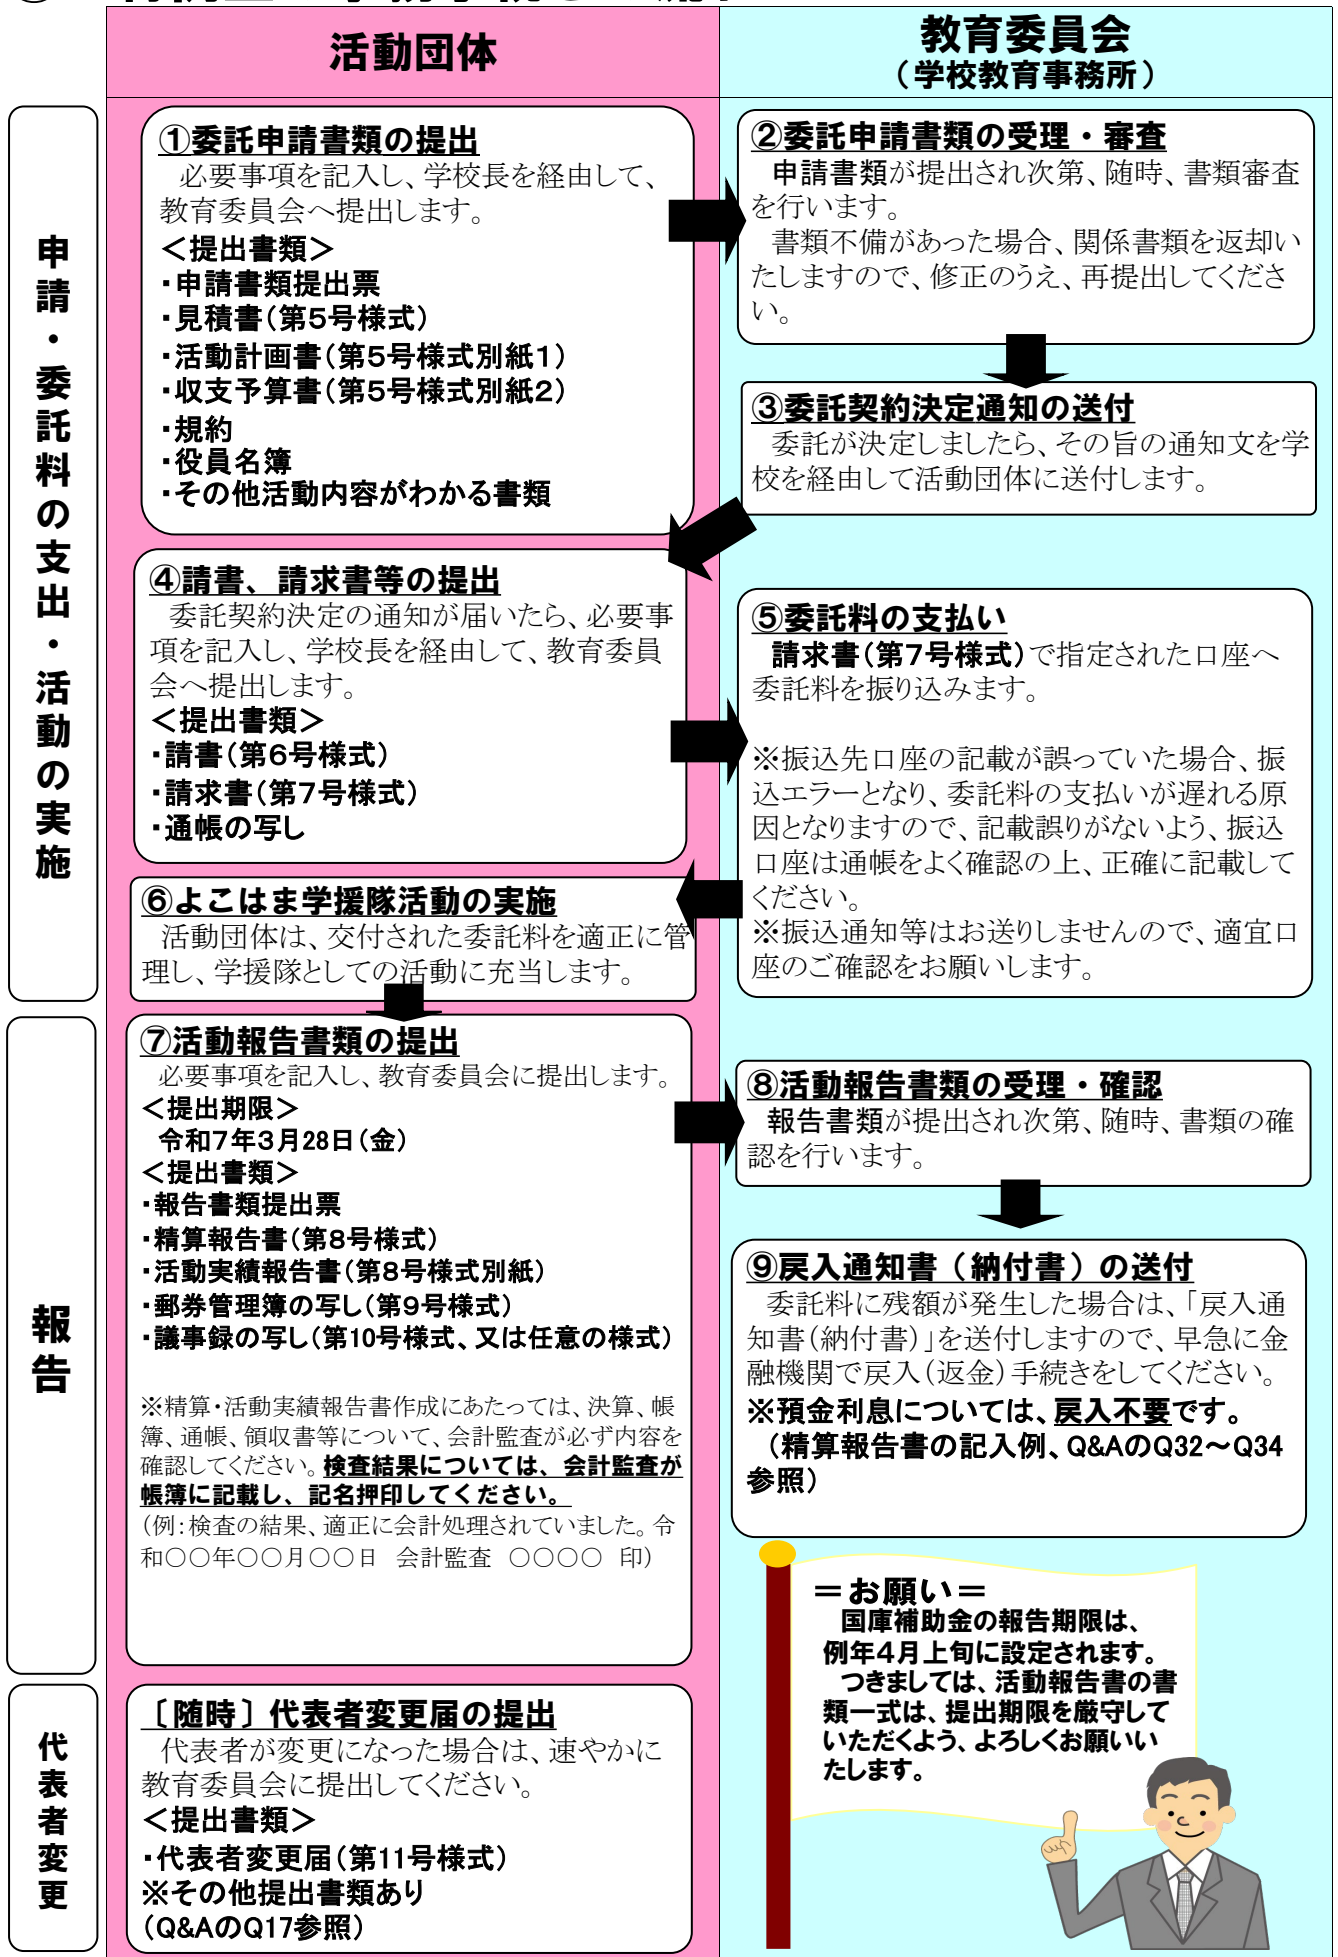 活動団体
教育委員会
（学校教育事務所）
申請・委託料の支出・活動の実施
①委託申請書類の提出
必要事項を記入し、学校長を経由して、
教育委員会へ提出します。
＜提出書類＞
・申請書類提出票
・見積書（第５号様式）
・活動計画書（第５号様式別紙１）
・収支予算書（第５号様式別紙２）
・規約
・役員名簿
・その他活動内容がわかる書類
②委託申請書類の受理・審査
申請書類が提出され次第、随時、書類審査
を行います。
書類不備があった場合、関係書類を返却い
たしますので、修正のうえ、再提出してくださ
い。
③委託契約決定通知の送付
委託が決定しましたら、その旨の通知文を学
校を経由して活動団体に送付します。
④請書、請求書等の提出
委託契約決定の通知が届いたら、必要事
項を記入し、学校長を経由して、教育委員
会へ提出します。
＜提出書類＞
・請書（第６号様式）
・請求書（第７号様式）
・通帳の写し
⑤委託料の支払い
請求書（第７号様式）で指定された口座へ
委託料を振り込みます。
※振込先口座の記載が誤っていた場合、振
込エラーとなり、委託料の支払いが遅れる原
因となりますので、記載誤りがないよう、振込
口座は通帳をよく確認の上、正確に記載して
ください。
※振込通知等はお送りしませんので、適宜口
座のご確認をお願いします。
⑥よこはま学援隊活動の実施
活動団体は、交付された委託料を適正に管
理し、学援隊としての活動に充当します。
報告
⑦活動報告書類の提出
必要事項を記入し、教育委員会に提出します。
＜提出期限＞
令和７年３月28日（金）
＜提出書類＞
・報告書類提出票
・精算報告書（第８号様式）
・活動実績報告書（第８号様式別紙）
・郵券管理簿の写し（第９号様式）
・議事録の写し（第10号様式、又は任意の様式）
※精算・活動実績報告書作成にあたっては、決算、帳
簿、通帳、領収書等について、会計監査が必ず内容を
確認してください。検査結果については、会計監査が
帳簿に記載し、記名押印してください。
（例：検査の結果、適正に会計処理されていました。令
和〇〇年〇〇月〇〇日　会計監査　〇〇〇〇　印）
⑧活動報告書類の受理・確認
報告書類が提出され次第、随時、書類の確
認を行います。
⑨戻入通知書（納付書）の送付
委託料に残額が発生した場合は、「戻入通
知書（納付書）」を送付しますので、早急に金
融機関で戻入（返金）手続きをしてください。
※預金利息については、戻入不要です。
（精算報告書の記入例、Q&AのQ32～Q34
参照）
＝お願い＝
国庫補助金の報告期限は、
例年４月上旬に設定されます。
つきましては、活動報告書の書
類一式は、提出期限を厳守して
いただくよう、よろしくお願いい
たします。
代表者変更
〔随時〕代表者変更届の提出
代表者が変更になった場合は、速やかに
教育委員会に提出してください。
＜提出書類＞
・代表者変更届（第11号様式）
※その他提出書類あり
（Q&AのQ17参照）